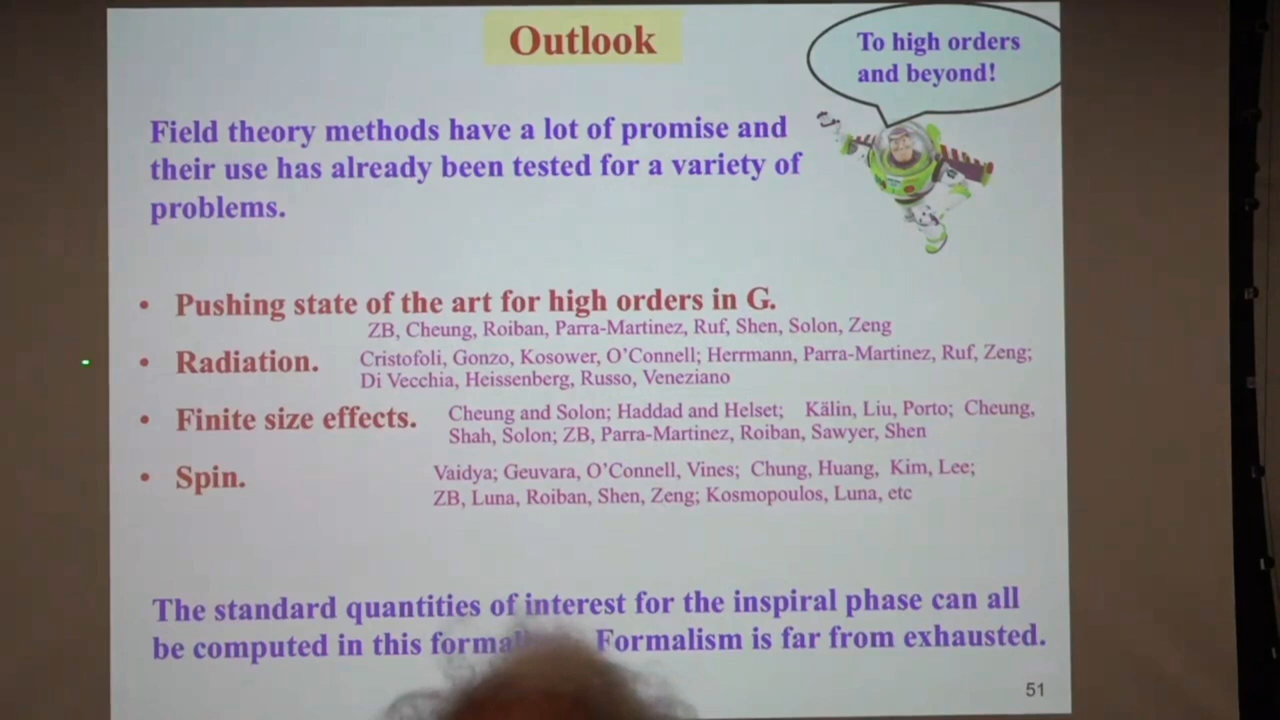 Outlook
To high orders
and beyond!
Field theory methods have a lot of promise and
their use has already been tested for a variety of
problems.
• Pushing state of the art for high orders in G.
ZB, Cheung, Roiban, Parra-Martinez, Ruf, Shen, Solon, Zeng
• Radiation. Cristofoli, Gonzo, Kosower, O'Connell; Herrmann, Parra-Martinez, Ruf, Zeng;
Di Vecchia, Heissenberg, Russo, Veneziano
• Finite size effects. Cheung and Solon; Haddad and Helset; Kälin, Liu, Porto; Cheung,
Shah, Solon; ZB, Parra-Martinez, Roiban, Sawyer, Shen
• Spin. Vaidya; Geuvara, O'Connell, Vines; Chung, Huang, Kim, Lee;
ZB, Luna, Roiban, Shen, Zeng; Kosmopoulos, Luna, etc
The standard quantities of interest for the inspiral phase can all
be computed in this Formalism is far from exhausted.
51